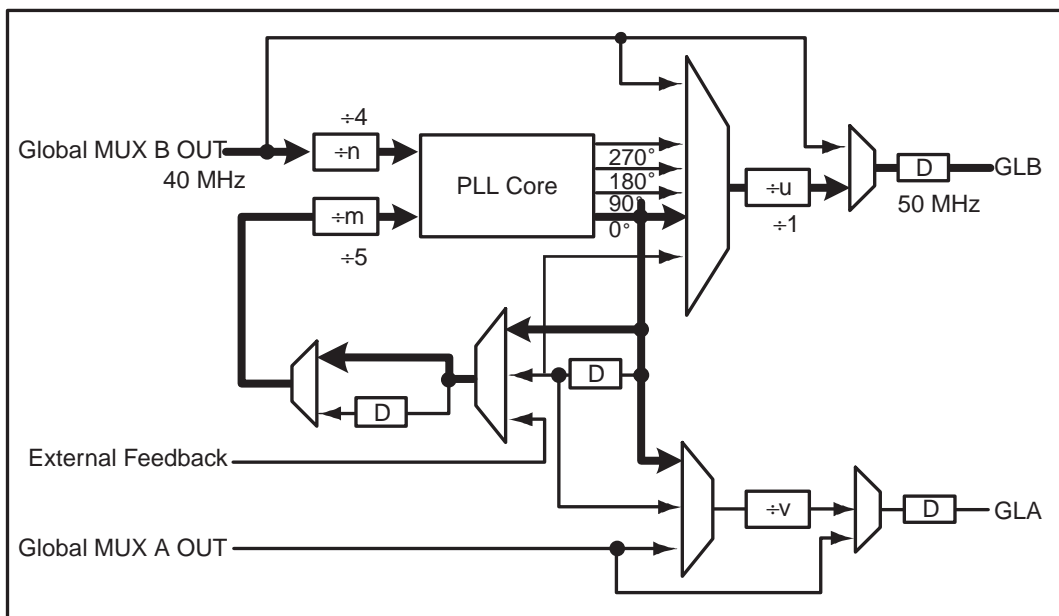 ÷4
Global MUX B OUT
÷n
40 MHz
PLL Core
270°
180°
90°
0°
÷u
÷1
D
GLB
50 MHz
÷m
÷5
D
D
External Feedback
÷v
D
GLA
Global MUX A OUT